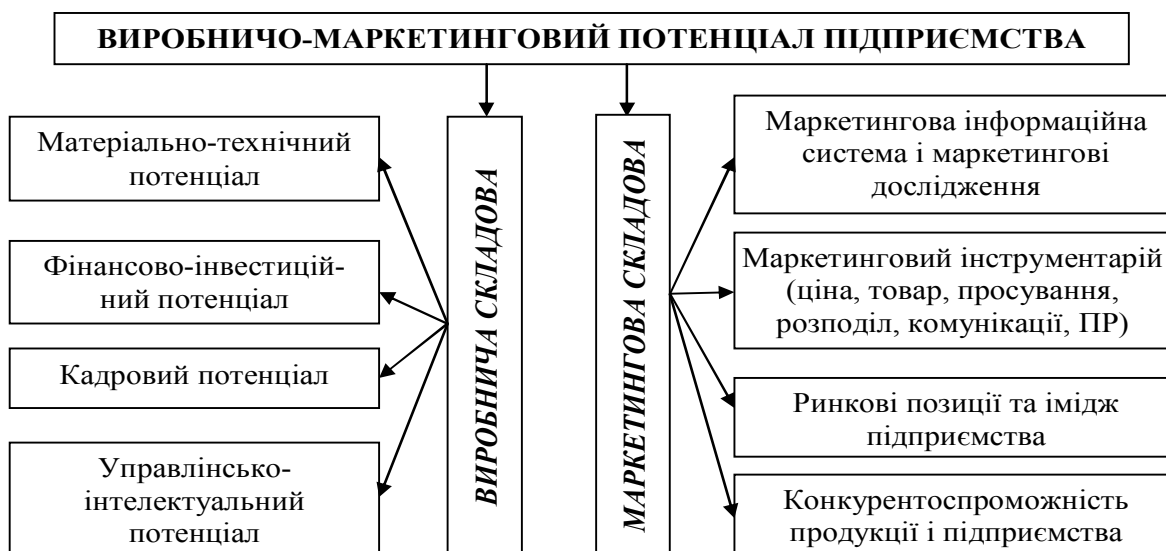 ВИРОБНИЧО-МАРКЕТИНГОВИЙ ПОТЕНЦІАЛ ПІДПРИЄМСТВА
Матеріально-технічний
потенціал
Фінансово-інвестицій-
ний потенціал
Кадровий потенціал
Управлінсько-
інтелектуальний
потенціал
ВИРОБНИЧА СКЛАДОВА
МАРКЕТИНГОВА СКЛАДОВА
Маркетингова інформаційна
система і маркетингові
дослідження
Маркетинговий інструментарій
(ціна, товар, просування,
розподіл, комунікації, ПР)
Ринкові позиції та імідж
підприємства
Конкурентоспроможність
продукції і підприємства